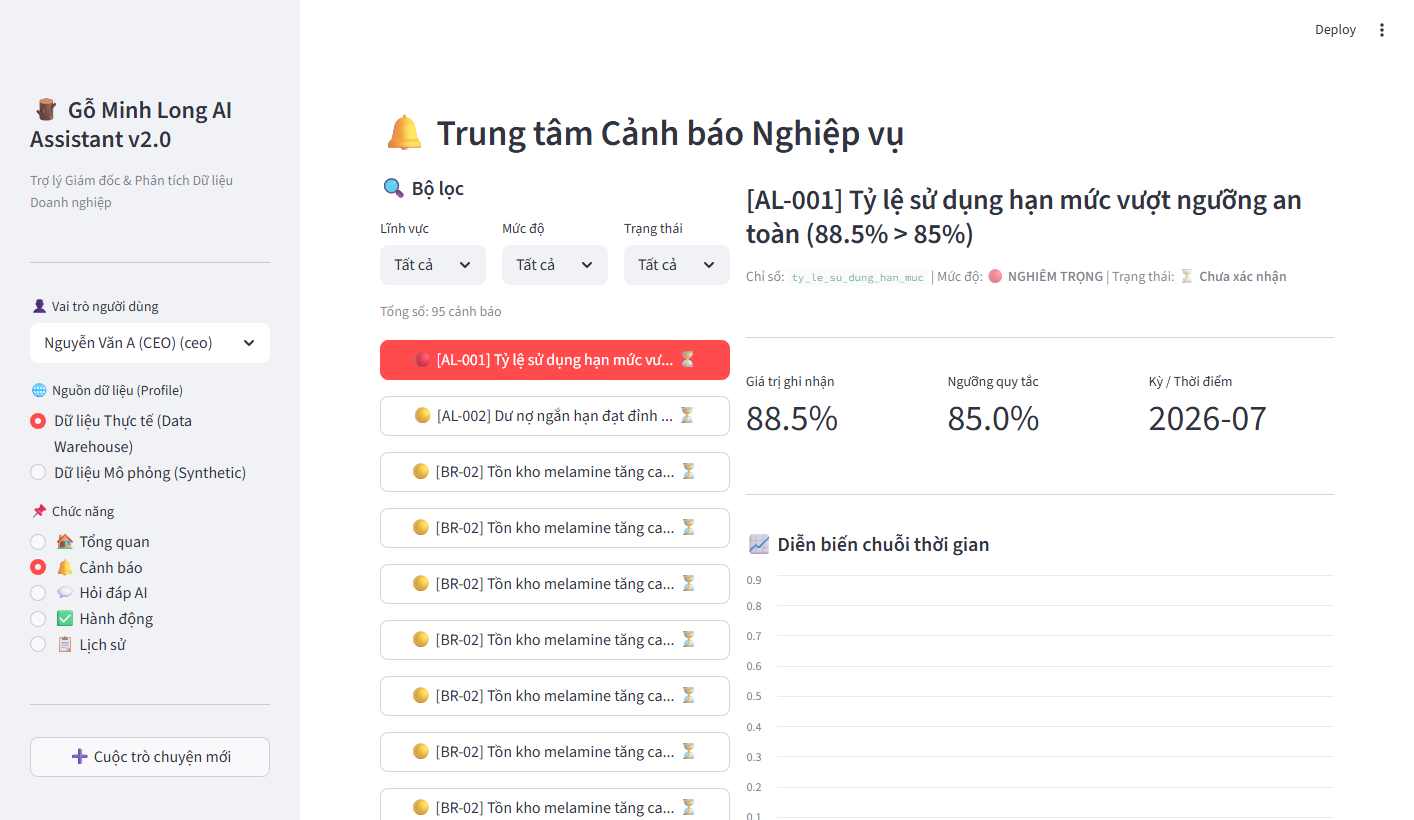 Deploy
Gỗ Minh Long AI
Assistant v2.0
Trợ lý Giám đốc & Phân tích Dữ liệu
Doanh nghiệp
Vai trò người dùng
Nguyễn Văn A (CEO) (ceo)
Nguồn dữ liệu (Profile)
Dữ liệu Thực tế (Data
Warehouse)
Dữ liệu Mô phỏng (Synthetic)
Chức năng
Tổng quan
Cảnh báo
Hỏi đáp AI
Hành động
Lịch sử
Cuộc trò chuyện mới
Trung tâm Cảnh báo Nghiệp vụ
Bộ lọc
Lĩnh vực
Mức độ
Trạng thái
Tất cả
Tất cả
Tất cả
Tổng số: 95 cảnh báo
[AL-001] Tỷ lệ sử dụng hạn mức vư...
[AL-002] Dư nợ ngắn hạn đạt đỉnh ...
[BR-02] Tồn kho melamine tăng ca...
[BR-02] Tồn kho melamine tăng ca...
[BR-02] Tồn kho melamine tăng ca...
[BR-02] Tồn kho melamine tăng ca...
[BR-02] Tồn kho melamine tăng ca...
[BR-02] Tồn kho melamine tăng ca...
[BR-02] Tồn kho melamine tăng ca...
[AL-001] Tỷ lệ sử dụng hạn mức vượt ngưỡng an
toàn (88.5% > 85%)
Chỉ số: ty_le_su_dung_han_muc | Mức độ: NGHIÊM TRỌNG | Trạng thái: Chưa xác nhận
Giá trị ghi nhận
88.5%
Ngưỡng quy tắc
85.0%
Kỳ / Thời điểm
2026-07
Diễn biến chuỗi thời gian
0.9
0.8
0.7
0.6
0.5
0.4
0.3
0.2
0.1